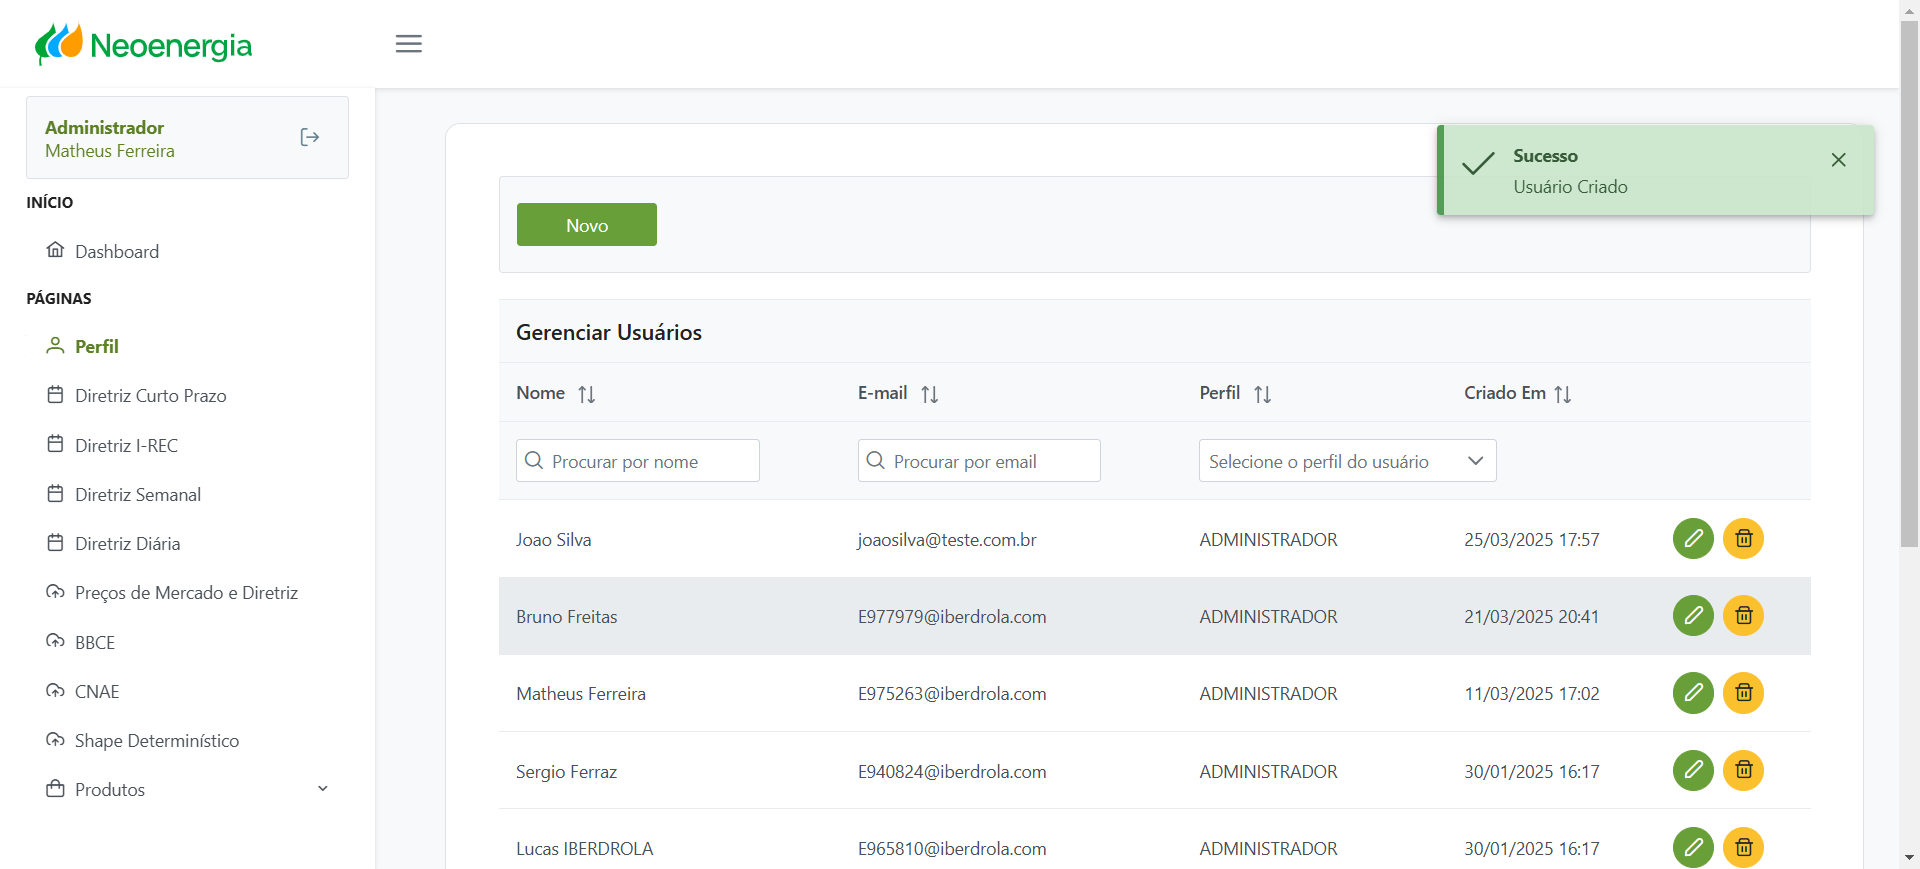 Neoenergia
Administrador
Matheus Ferreira
INÍCIO
Dashboard
PÁGINAS
Perfil
Diretriz Curto Prazo
Diretriz I-REC
Diretriz Semanal
Diretriz Diária
Preços de Mercado e Diretriz
BBCE
CNAE
Shape Determinístico
Produtos
Sucesso
Usuário Criado
Novo
Gerenciar Usuários
Nome E-mail Perfil Criado Em
Procurar por nome Procurar por email Selecione o perfil do usuário
Joao Silva joaosilva@teste.com.br ADMINISTRADOR 25/03/2025 17:57
Bruno Freitas E977979@iberdrola.com ADMINISTRADOR 21/03/2025 20:41
Matheus Ferreira E975263@iberdrola.com ADMINISTRADOR 11/03/2025 17:02
Sergio Ferraz E940824@iberdrola.com ADMINISTRADOR 30/01/2025 16:17
Lucas IBERDROLA E965810@iberdrola.com ADMINISTRADOR 30/01/2025 16:17